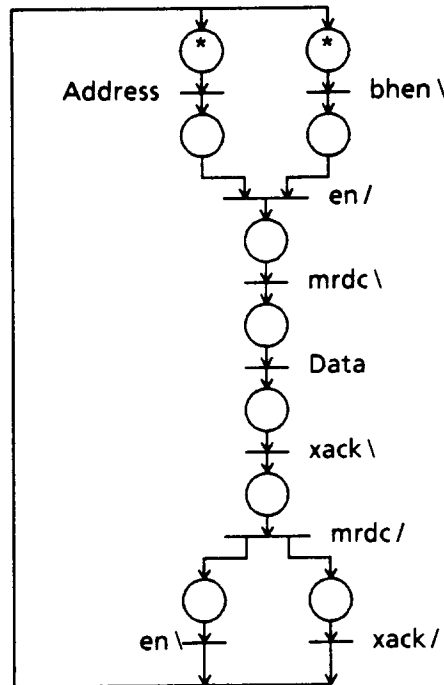 * *
Address bhen \
en /
mrdc \
Data
xack \
mrdc /
en \ xack /